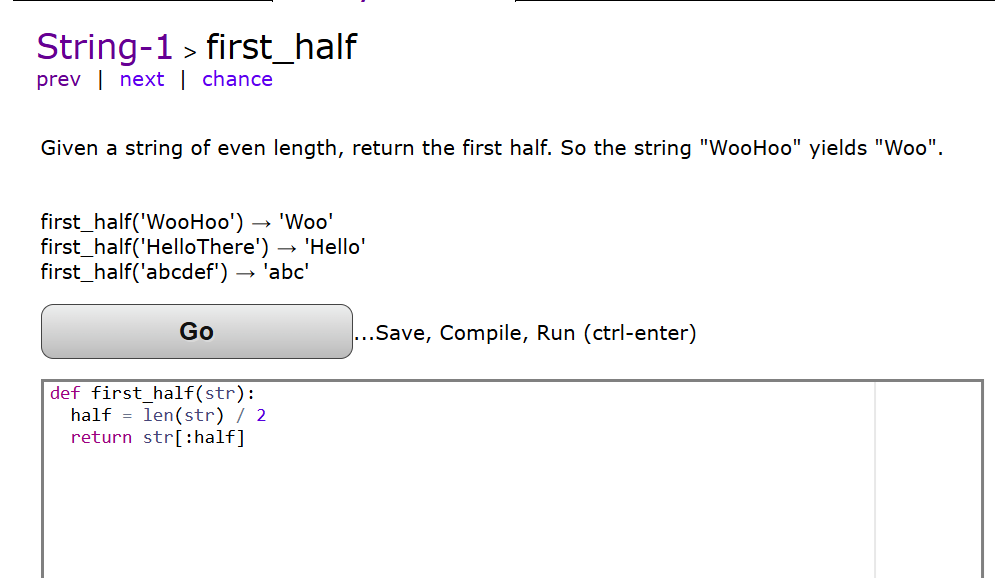 String-1 > first_half
prev | next | chance
Given a string of even length, return the first half. So the string "WooHoo" yields "Woo".
first_half('WooHoo') → 'Woo'
first_half('HelloThere') → 'Hello'
first_half('abcdef') → 'abc'
Go ...Save, Compile, Run (ctrl-enter)
def first_half(str):
  half = len(str) / 2
  return str[:half]